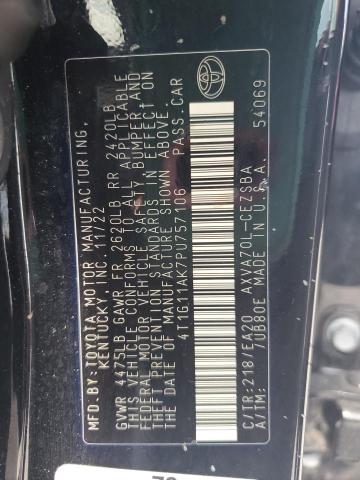 MFD.BY:TOYOTA MOTOR MANUFACTURING,
KENTUCKY,INC. 11/22
GVWR 4475LB GAWR FR 2620LB RR 2420LB
THIS VEHICLE CONFORMS TO ALL APPLICABLE
FEDERAL MOTOR VEHICLE SAFETY BUMPER,AND
THEFT PREVENTION STANDARDS IN EFFECT ON
THE DATE OF MANUFACTURE SHOWN ABOVE.
4T1G11AK7PU757106 PASS.CAR
C/TR:218/EA20 AXVA70L-CEZSBA
A/TM: 7UB80E MADE IN U.S.A.
54069